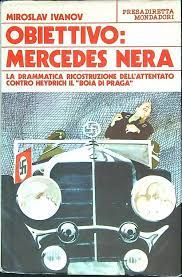 MIROSLAV IVANOV
PRESADIRETTA
MONDADORI
OBIETTIVO:
MERCEDES NERA
LA DRAMMATICA RICOSTRUZIONE DELL'ATTENTATO
CONTRO HEYDRICH IL "BOIA DI PRAGA"